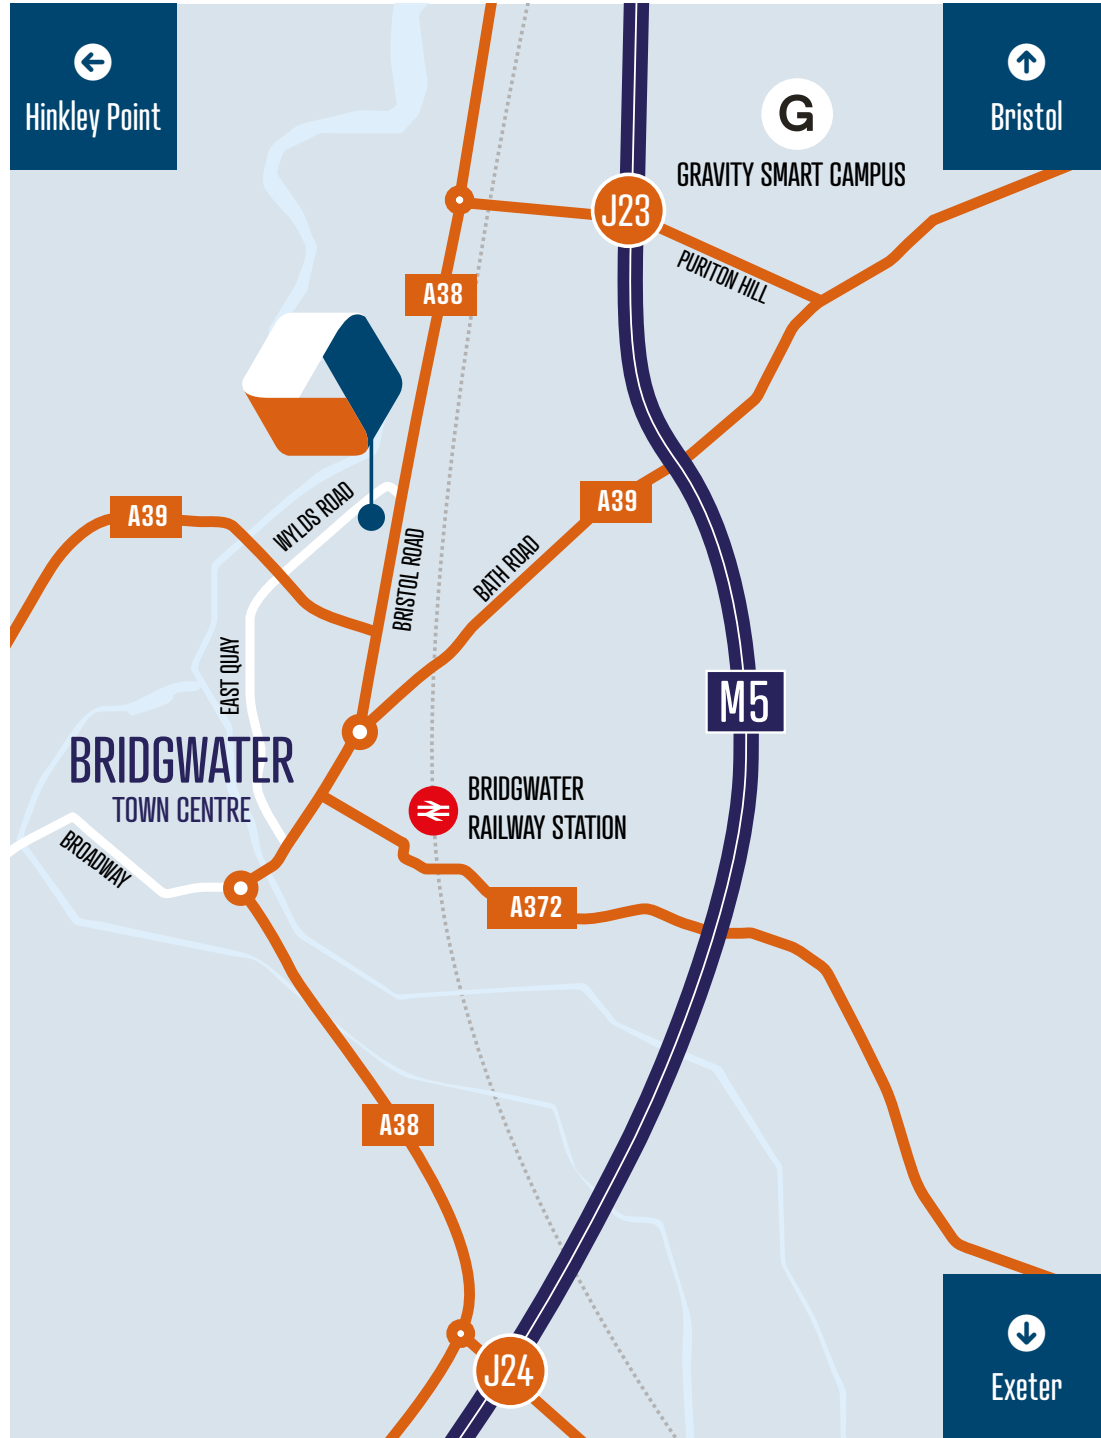 Hinkley Point
Bristol
G
GRAVITY SMART CAMPUS
J23
PURITON HILL
A38
A39
WYLDS ROAD
A39
BRISTOL ROAD
BATH ROAD
EAST QUAY
M5
BRIDGWATER
TOWN CENTRE
BRIDGWATER
RAILWAY STATION
BROADWAY
A372
A38
J24
Exeter